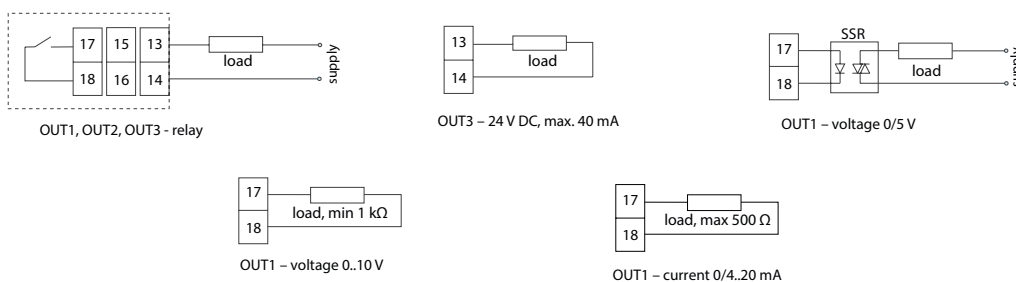 17 15 13
18 16 14
load
supply
OUT1, OUT2, OUT3 - relay
13
14
load
OUT3 – 24 V DC, max. 40 mA
SSR
17
18
load
supply
OUT1 – voltage 0/5 V
17
18
load, min 1 kΩ
OUT1 – voltage 0..10 V
17
18
load, max 500 Ω
OUT1 – current 0/4..20 mA